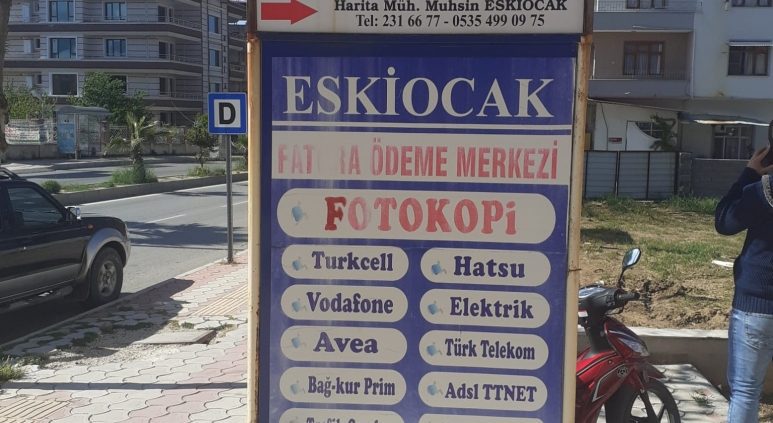 Harita Müh. Muhsin ESKİOCAK
Tel: 231 66 77 - 0535 499 09 75
D
ESKİOCAK
FATURA ÖDEME MERKEZİ
FOTOKOPİ
Turkcell
Hatsu
Vodafone
Elektrik
Avea
Türk Telekom
Bağ-kur Prim
Adsl TTNET